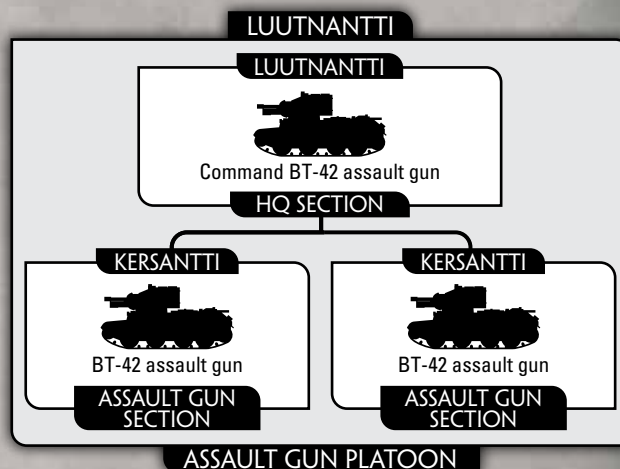 LUUTNANTTI
LUUTNANTTI
Command BT-42 assault gun
HQ SECTION
KERSANTTI
BT-42 assault gun
ASSAULT GUN
SECTION
KERSANTTI
BT-42 assault gun
ASSAULT GUN
SECTION
ASSAULT GUN PLATOON